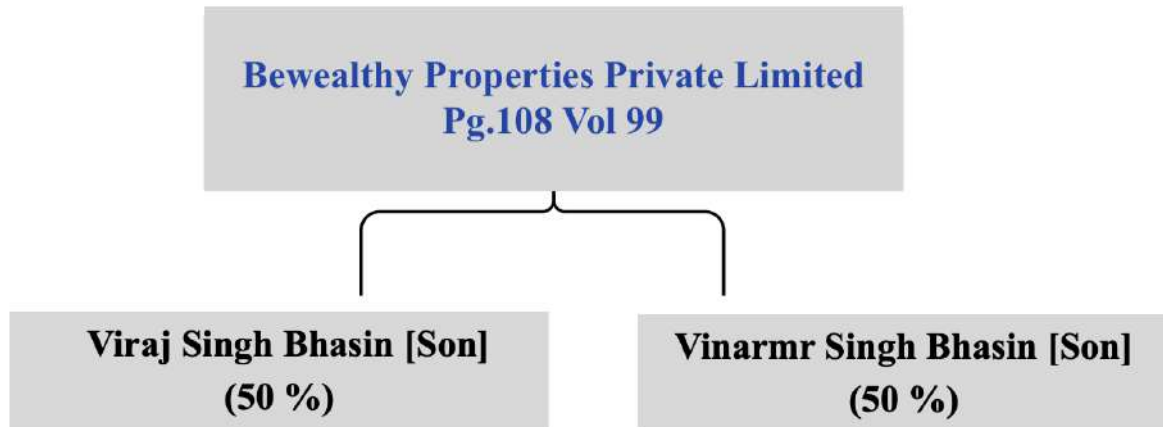 Bewealthy Properties Private Limited
Pg.108 Vol 99
Viraj Singh Bhasin [Son]
(50 %)
Vinarmr Singh Bhasin [Son]
(50 %)